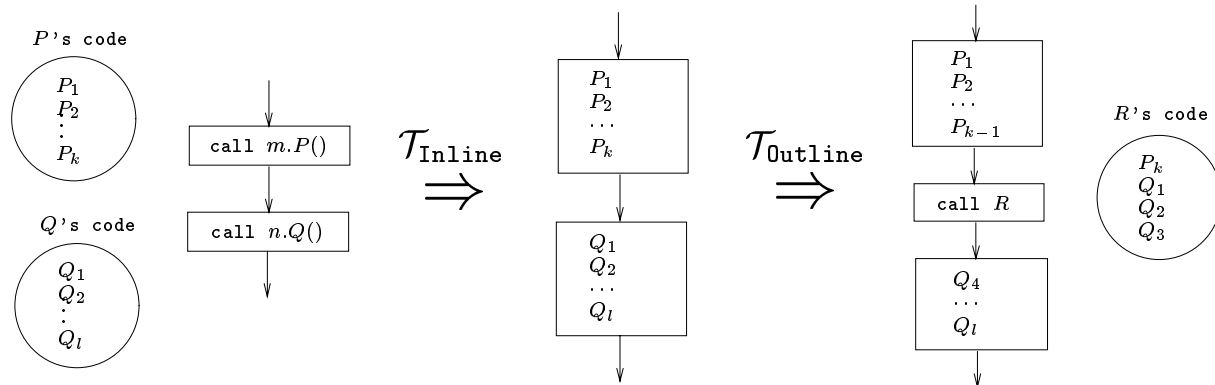 P's code
P₁
P₂
⋮
Pₖ
Q's code
Q₁
Q₂
⋮
Qₗ
call m.P()
call n.Q()
𝒯Inline
⇒
P₁
P₂
...
Pₖ
Q₁
Q₂
...
Qₗ
𝒯Outline
⇒
P₁
P₂
...
Pₖ₋₁
call R
Q₄
...
Qₗ
R's code
Pₖ
Q₁
Q₂
Q₃